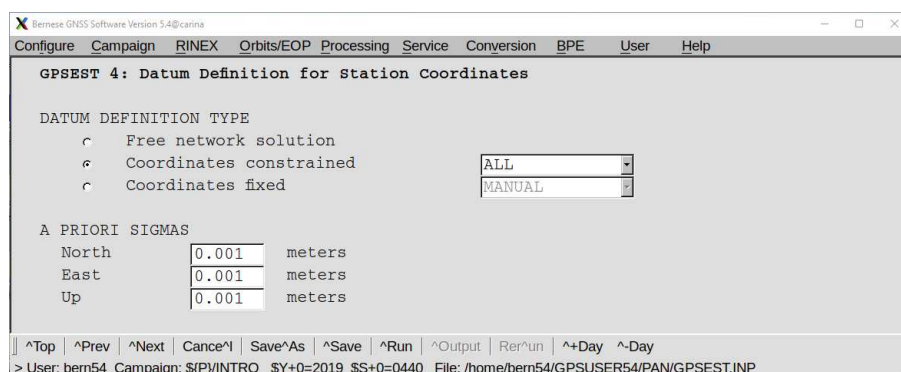 Bernese GNSS Software Version 5.4@carina
Configure Campaign RINEX Orbits/EOP Processing Service Conversion BPE User Help
GPSEST 4: Datum Definition for Station Coordinates
DATUM DEFINITION TYPE
Free network solution
Coordinates constrained ALL
Coordinates fixed MANUAL
A PRIORI SIGMAS
North 0.001 meters
East 0.001 meters
Up 0.001 meters
^Top | ^Prev | ^Next | Cance^l | Save^As | ^Save | ^Run | ^Output | Rer^un | ^+Day ^-Day
> User: bern54 Campaign: ${P}/INTRO $Y+0=2019 $S+0=0440 File: /home/bern54/GPSUSER54/PAN/GPSEST.INP